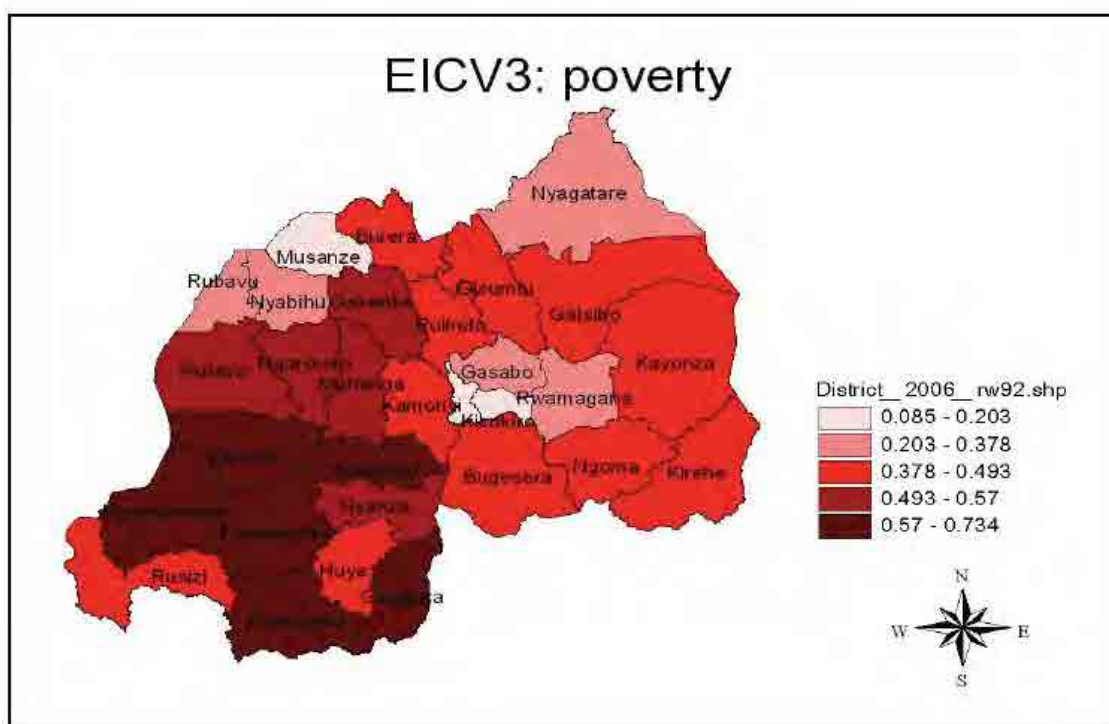 EICV3: poverty
Nyagatare
Burera
Musanze
Rubavu
Nyabihu
Gicumbi
Rulindo
Gatsibo
Kayonza
Gasabo
Rwamagana
Muhanga
Kamonyi
Kicukiro
Bugesera
Ngoma
Kirehe
Nyanza
Huye
Rusizi
District_2006_rw92.shp
0.085 - 0.203
0.203 - 0.378
0.378 - 0.493
0.493 - 0.57
0.57 - 0.734
N
W
E
S